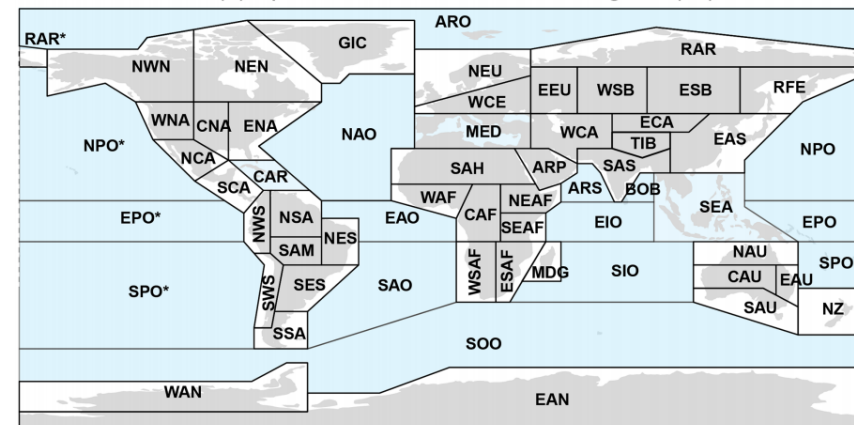 ARO
RAR*
GIC
RAR
NWN
NEN
NEU
EEU
WSB
ESB
RFE
WCE
WNA
CNA
ENA
NAO
MED
WCA
ECA
TIB
EAS
NPO*
NPO
NCA
CAR
SAH
ARP
SAS
SCA
WAF
NEAF
ARS
BOB
CAF
SEA
EPO*
NWS
NSA
EAO
SEAF
EIO
EPO
NES
SAM
NAU
SPO
SPO*
SWS
SES
SAO
WSAF
ESAF
MDG
SIO
CAU
EAU
SAU
NZ
SSA
SOO
WAN
EAN